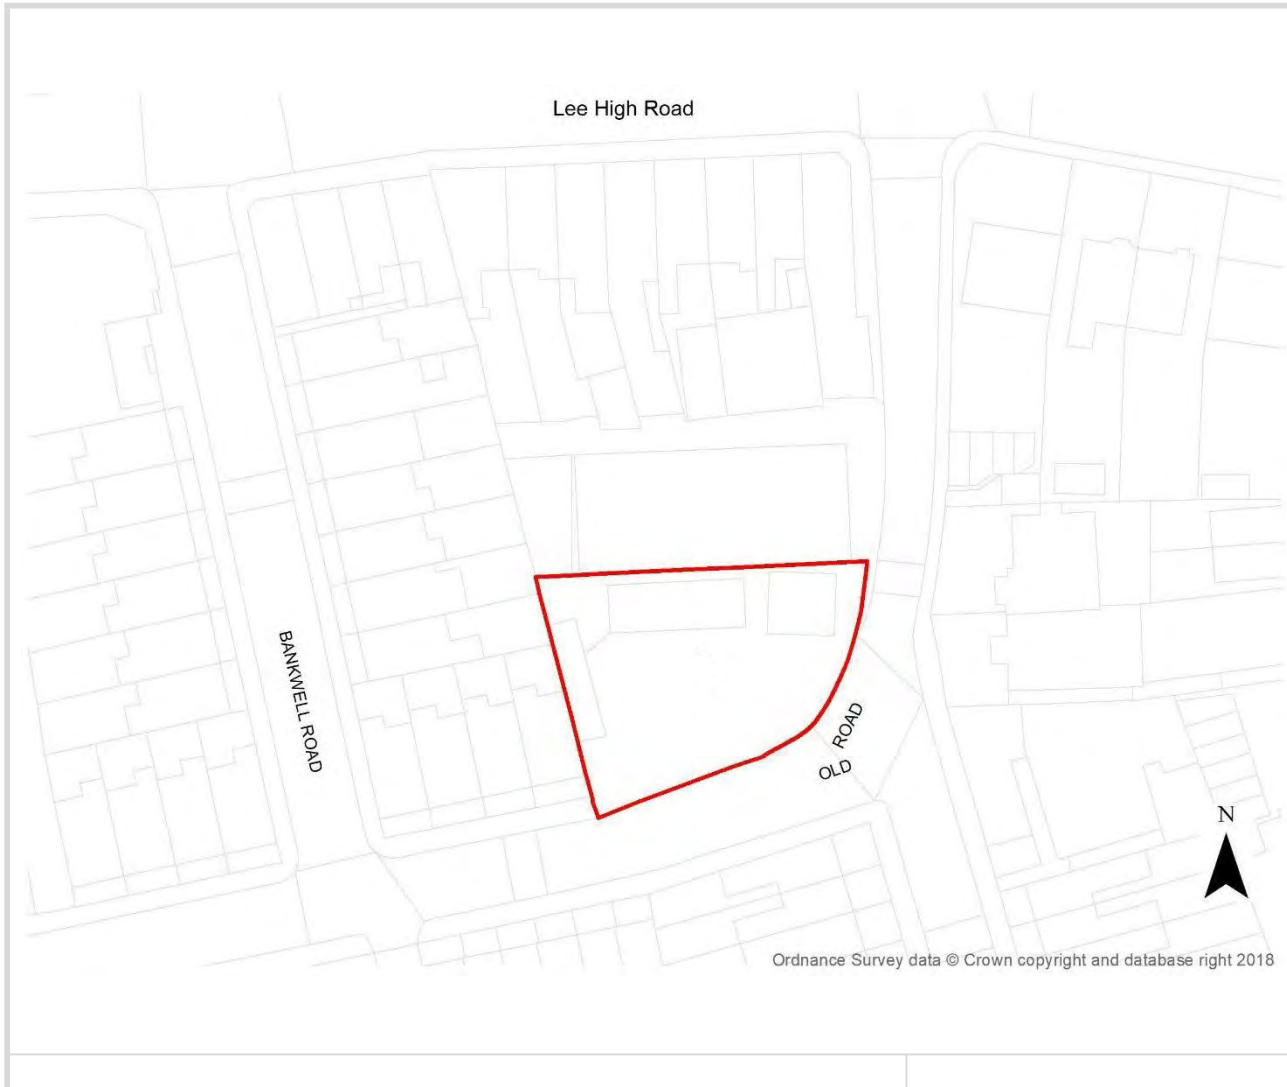 Lee High Road
BANKWELL ROAD
ROAD
OLD
N
Ordnance Survey data © Crown copyright and database right 2018